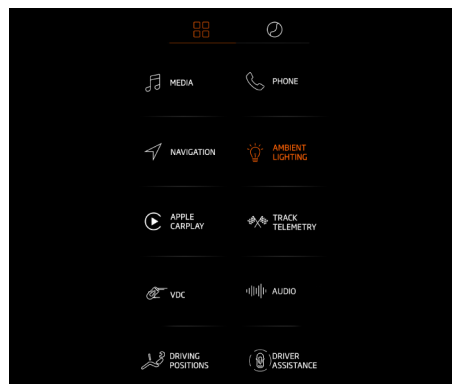 MEDIA
PHONE
NAVIGATION
AMBIENT
LIGHTING
APPLE
CARPLAY
TRACK
TELEMETRY
VDC
AUDIO
DRIVING
POSITIONS
DRIVER
ASSISTANCE